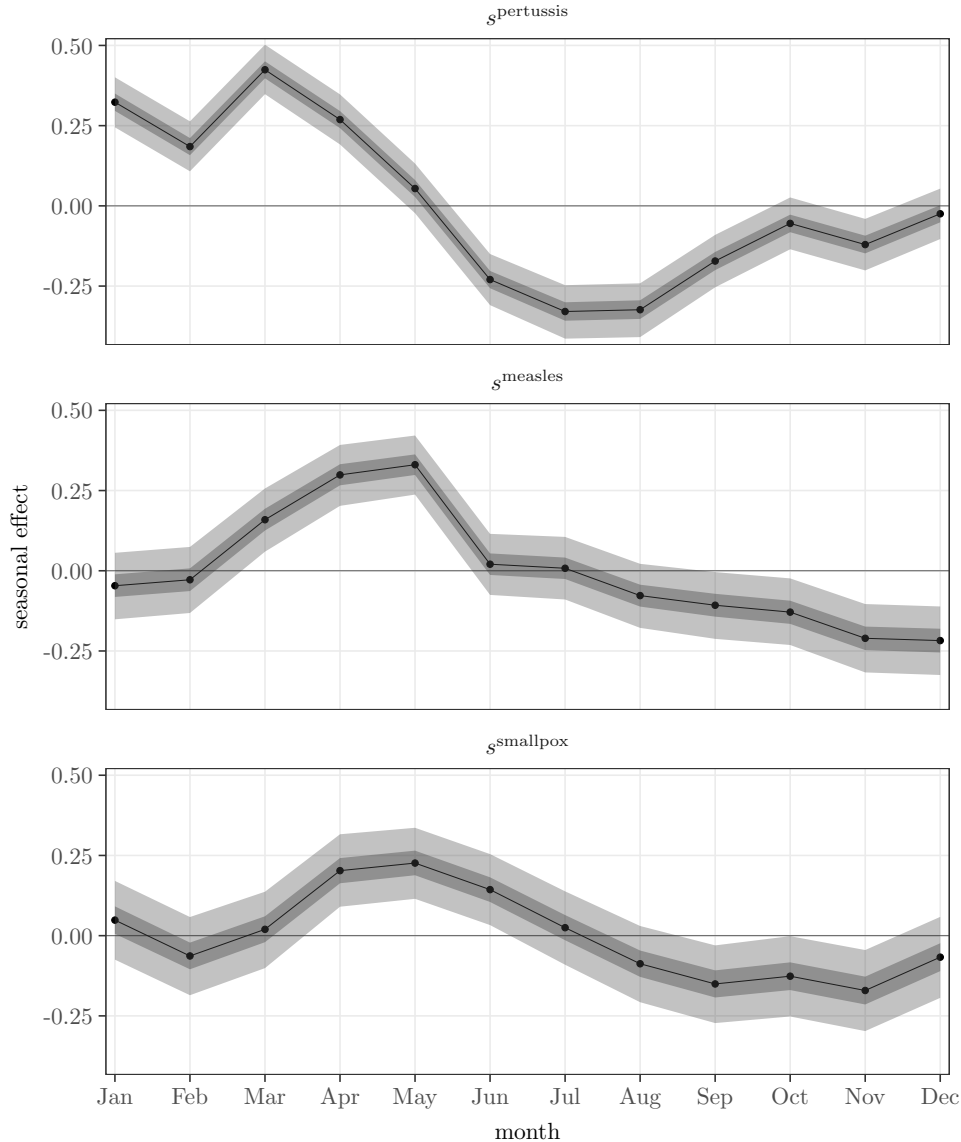 s^pertussis
0.50
0.25
0.00
-0.25
s^measles
0.50
0.25
0.00
-0.25
seasonal effect
s^smallpox
0.50
0.25
0.00
-0.25
Jan Feb Mar Apr May Jun Jul Aug Sep Oct Nov Dec
month